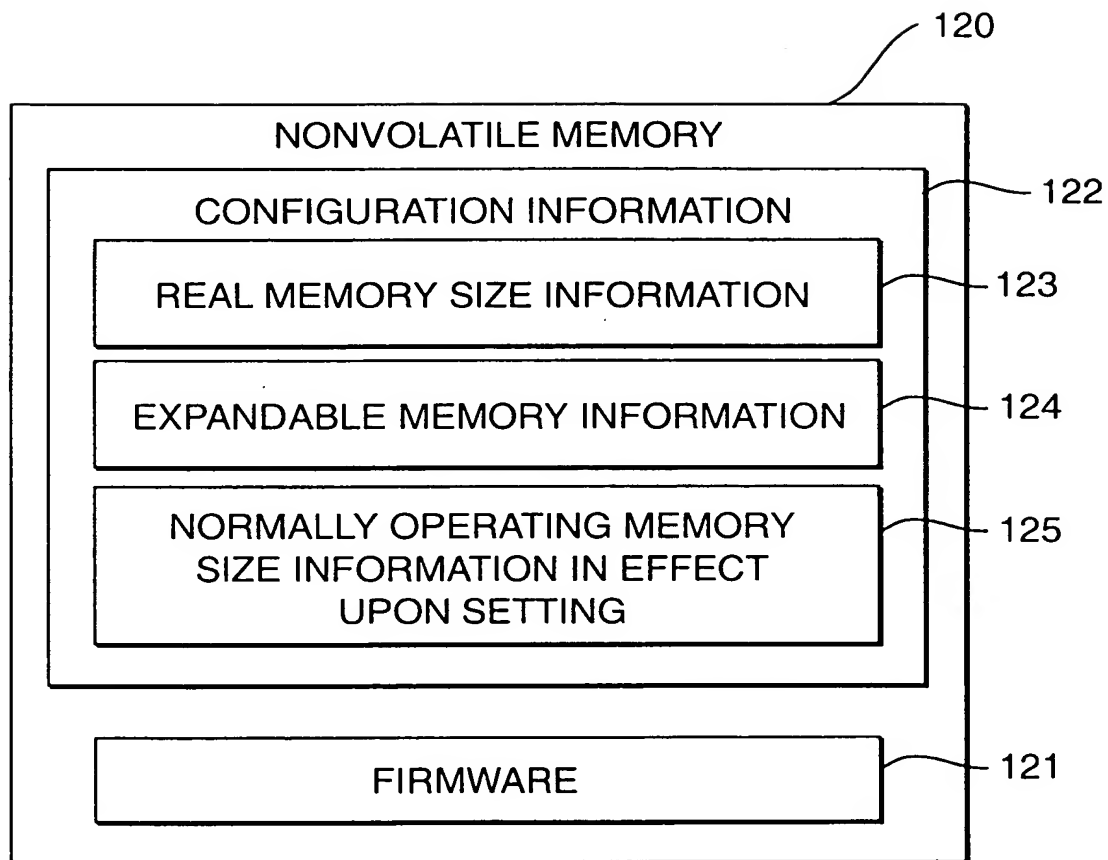 120
NONVOLATILE MEMORY
122
CONFIGURATION INFORMATION
REAL MEMORY SIZE INFORMATION
123
EXPANDABLE MEMORY INFORMATION
124
NORMALLY OPERATING MEMORY
SIZE INFORMATION IN EFFECT
UPON SETTING
125
FIRMWARE
121